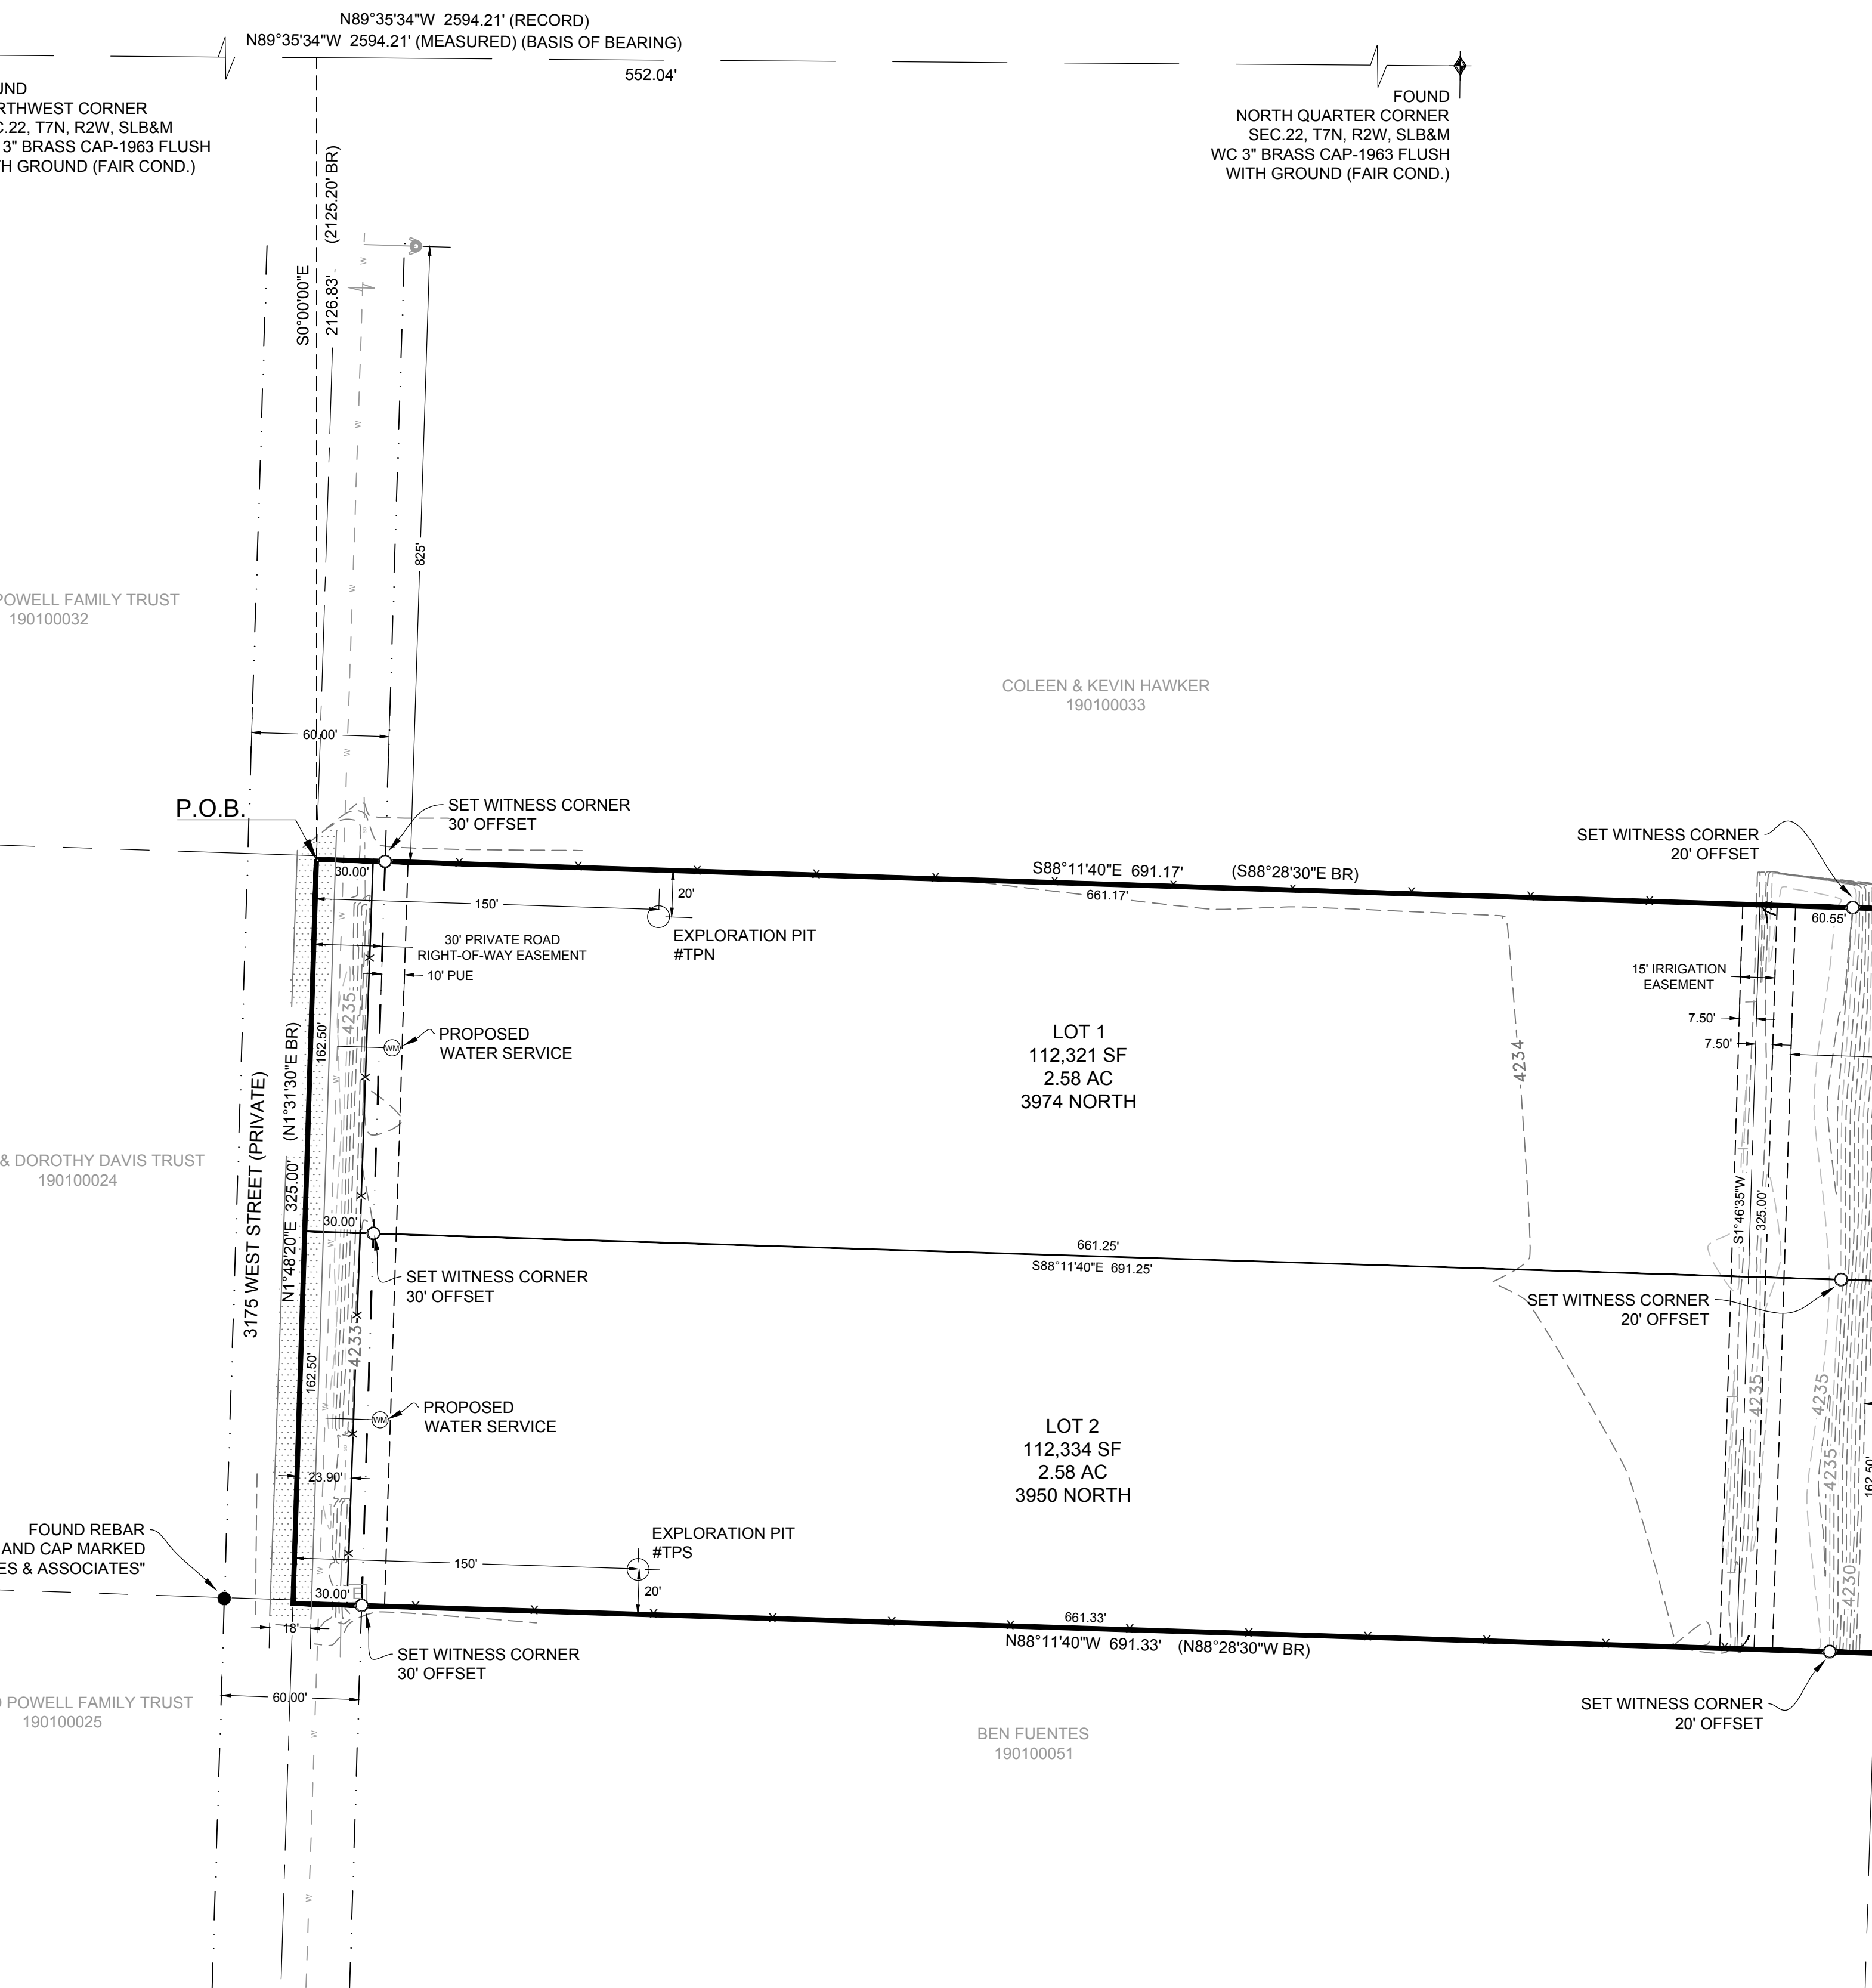 N89°35'34"W 2594.21' (RECORD)
N89°35'34"W 2594.21' (MEASURED) (BASIS OF BEARING)
552.04'
UND
RTHWEST CORNER
C.22, T7N, R2W, SLB&M
3" BRASS CAP-1963 FLUSH
TH GROUND (FAIR COND.)
FOUND
NORTH QUARTER CORNER
SEC.22, T7N, R2W, SLB&M
WC 3" BRASS CAP-1963 FLUSH
WITH GROUND (FAIR COND.)
S0°00'00"E
2126.83'
(2125.20' BR)
W
W
W
W
W
825'
POWELL FAMILY TRUST
190100032
COLEEN & KEVIN HAWKER
190100033
60.00'
P.O.B.
SET WITNESS CORNER
30' OFFSET
SET WITNESS CORNER
20' OFFSET
30.00'
S88°11'40"E 691.17' (S88°28'30"E BR)
661.17'
60.55'
150'
20'
EXPLORATION PIT
#TPN
30' PRIVATE ROAD
RIGHT-OF-WAY EASEMENT
10' PUE
15' IRRIGATION
EASEMENT
7.50'
7.50'
4235
162.50'
WM
PROPOSED
WATER SERVICE
LOT 1
112,321 SF
2.58 AC
3974 NORTH
4234
3175 WEST STREET (PRIVATE)
N1°48'20"E 325.00' (N1°31'30"E BR)
& DOROTHY DAVIS TRUST
190100024
S1°46'35"W
325.00'
30.00'
661.25'
S88°11'40"E 691.25'
SET WITNESS CORNER
30' OFFSET
SET WITNESS CORNER
20' OFFSET
4233
162.50'
WM
PROPOSED
WATER SERVICE
LOT 2
112,334 SF
2.58 AC
3950 NORTH
4235
4235
4235
4230
162.50'
23.90'
FOUND REBAR
AND CAP MARKED
ES & ASSOCIATES"
EXPLORATION PIT
#TPS
150'
20'
30.00'
18'
661.33'
N88°11'40"W 691.33' (N88°28'30"W BR)
SET WITNESS CORNER
30' OFFSET
60.00'
POWELL FAMILY TRUST
190100025
SET WITNESS CORNER
20' OFFSET
BEN FUENTES
190100051
W
W